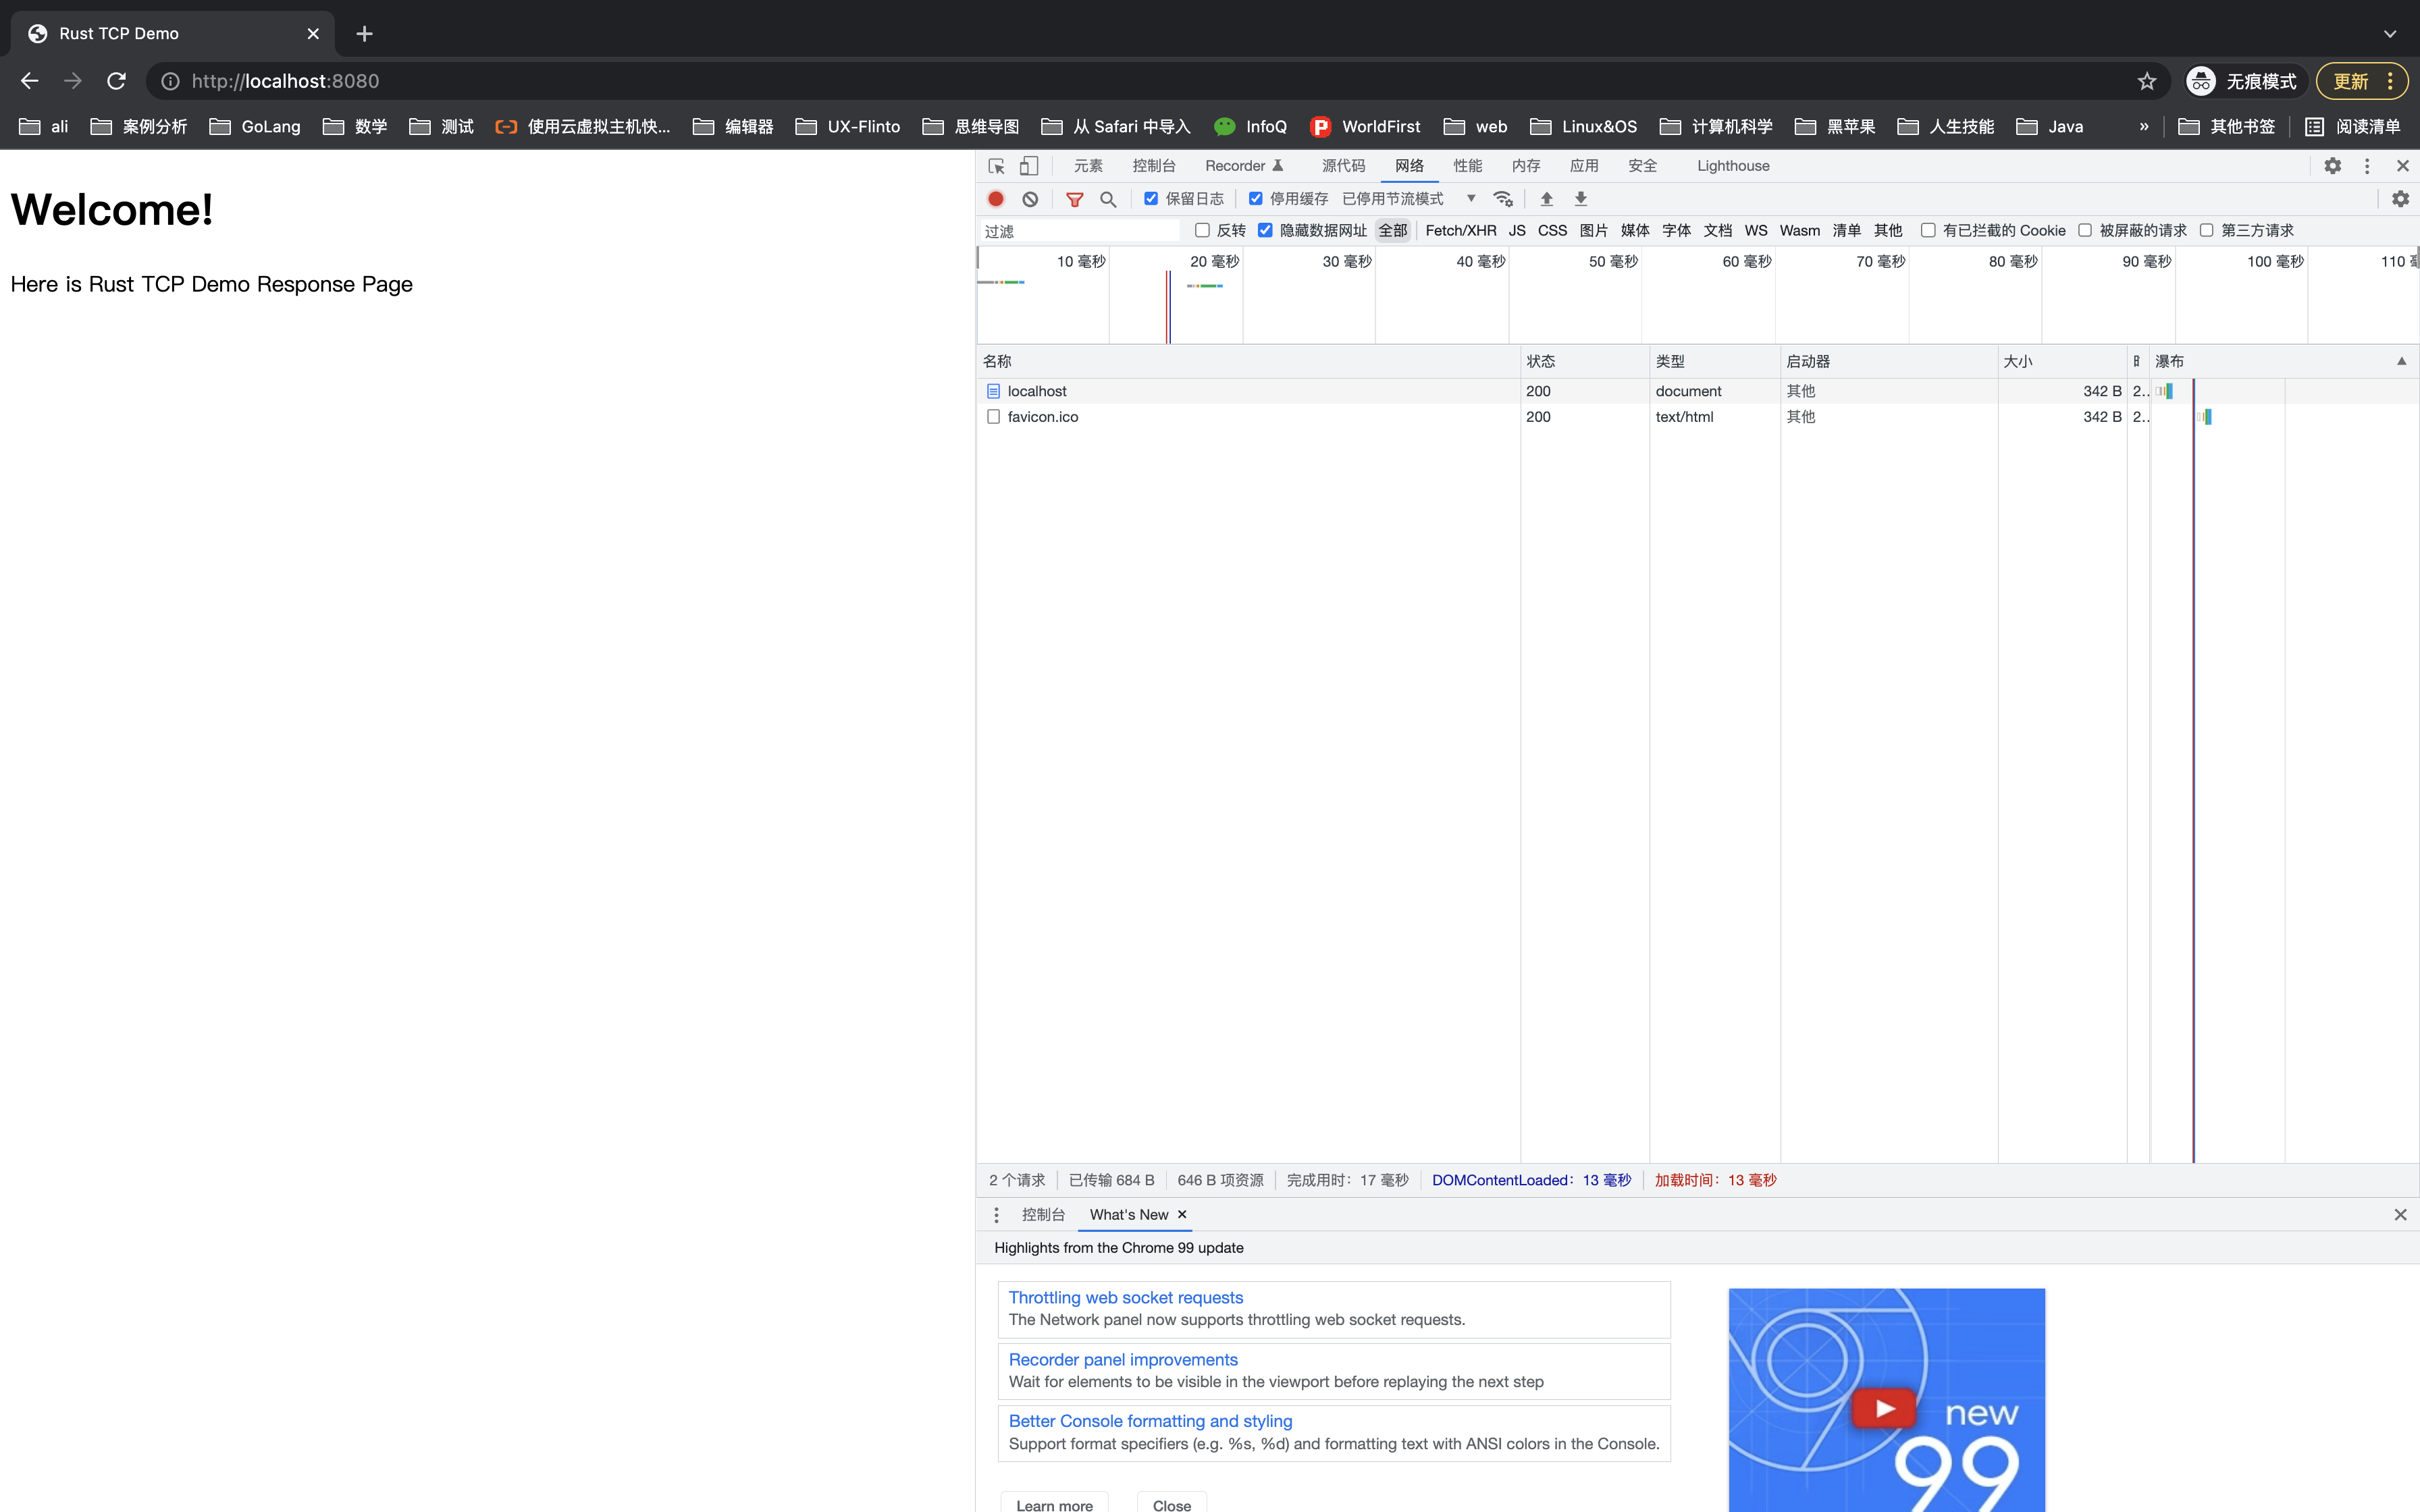 Rust TCP Demo
http://localhost:8080
无痕模式
更新
ali 案例分析 GoLang 数学 测试 使用云虚拟主机快... 编辑器 UX-Flinto 思维导图 从 Safari 中导入 InfoQ WorldFirst web Linux&OS 计算机科学 黑苹果 人生技能 Java » 其他书签 阅读清单
Welcome!
Here is Rust TCP Demo Response Page
元素 控制台 Recorder 源代码 网络 性能 内存 应用 安全 Lighthouse
保留日志 停用缓存 已停用节流模式
过滤 反转 隐藏数据网址 全部 Fetch/XHR JS CSS 图片 媒体 字体 文档 WS Wasm 清单 其他 有已拦截的 Cookie 被屏蔽的请求 第三方请求
10 毫秒 20 毫秒 30 毫秒 40 毫秒 50 毫秒 60 毫秒 70 毫秒 80 毫秒 90 毫秒 100 毫秒 110
名称 状态 类型 启动器 大小 瀑布
localhost 200 document 其他 342 B 2..
favicon.ico 200 text/html 其他 342 B 2..
2 个请求 已传输 684 B 646 B 项资源 完成用时：17 毫秒 DOMContentLoaded：13 毫秒 加载时间：13 毫秒
控制台 What's New
Highlights from the Chrome 99 update
Throttling web socket requests
The Network panel now supports throttling web socket requests.
Recorder panel improvements
Wait for elements to be visible in the viewport before replaying the next step
Better Console formatting and styling
Support format specifiers (e.g. %s, %d) and formatting text with ANSI colors in the Console.
new
99
Learn more Close